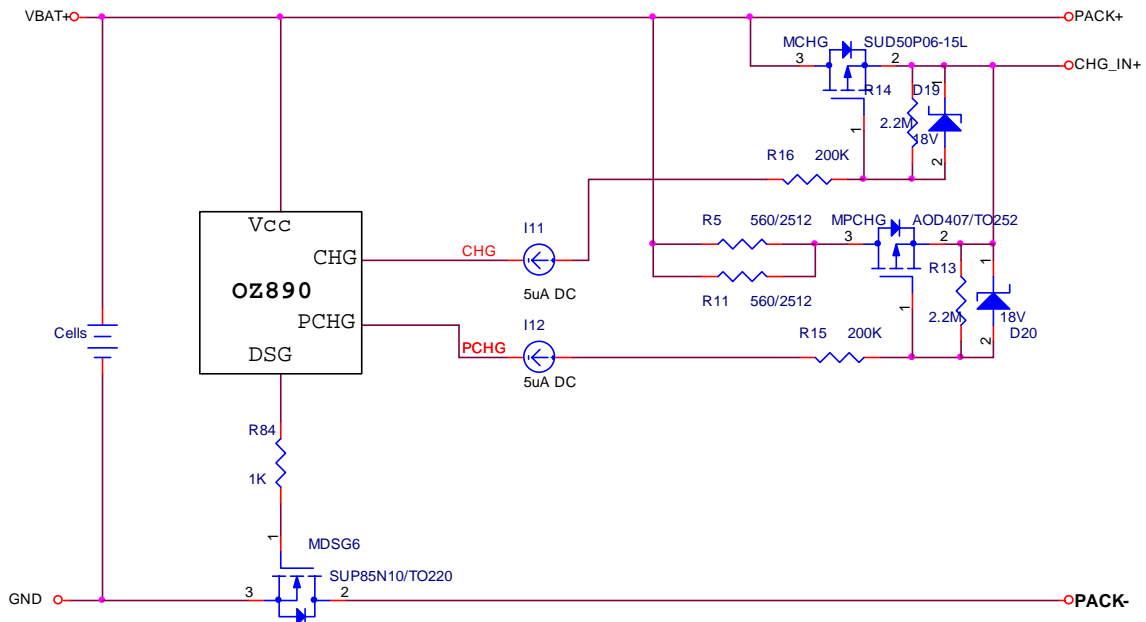 VBAT+
PACK+
MCHG SUD50P06-15L
3
2
CHG_IN+
R14
D19
1
2.2M
18V
1
2
R16 200K
Vcc
CHG
OZ890
PCHG
DSG
CHG
I11
5uA DC
PCHG
I12
5uA DC
R5 560/2512
R11 560/2512
MPCHG AOD407/TO252
3
2
1
R13
1
2.2M
18V
D20
2
R15 200K
Cells
R84
1K
1
MDSG6
SUP85N10/TO220
3
2
GND
PACK-